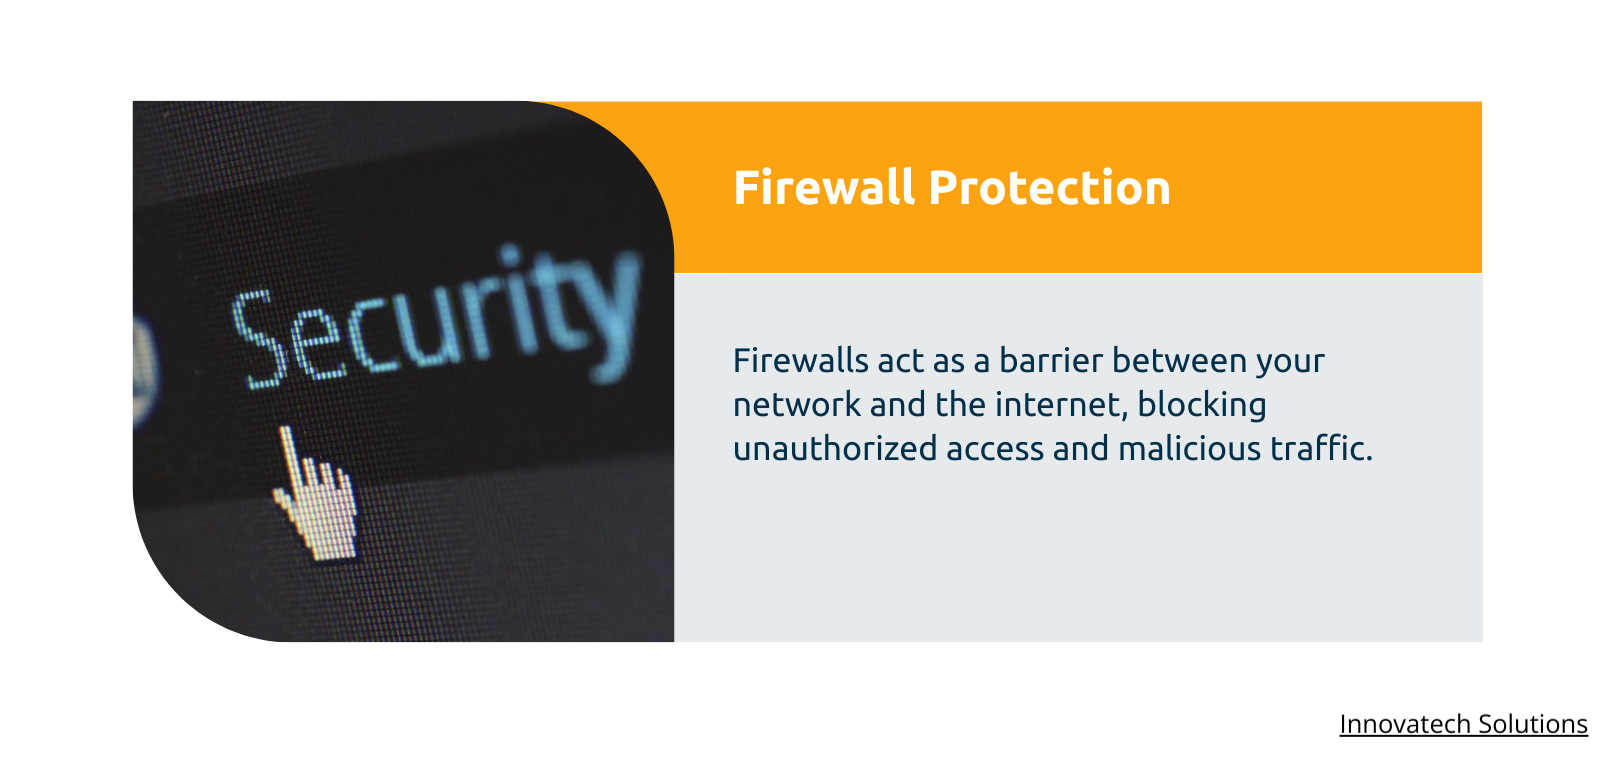 Security
Firewall Protection
Firewalls act as a barrier between your
network and the internet, blocking
unauthorized access and malicious traffic.
Innovatech Solutions